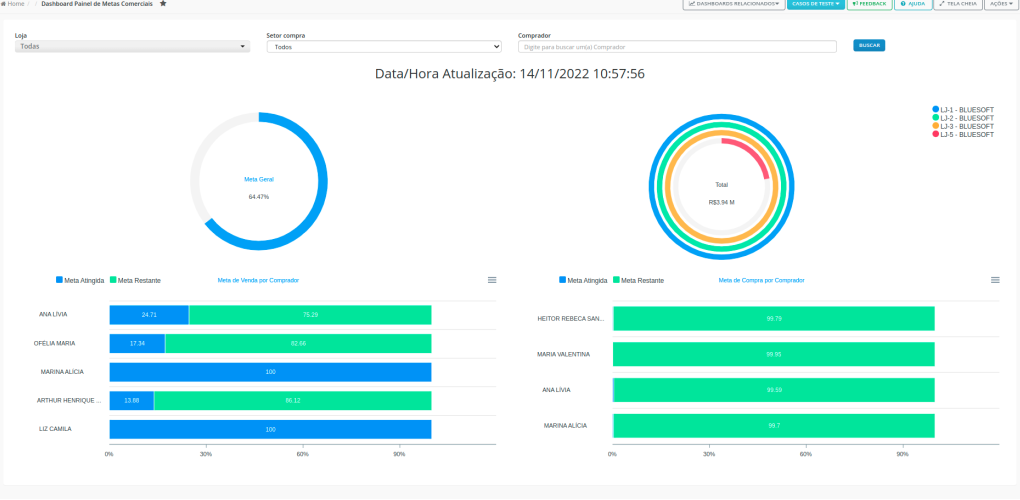 Home / / Dashboard Painel de Metas Comerciais
DASHBOARDS RELACIONADOS
CASOS DE TESTE
FEEDBACK
AJUDA
TELA CHEIA
AÇÕES
Loja
Todas
Setor compra
Todos
Comprador
Digite para buscar um(a) Comprador
BUSCAR
Data/Hora Atualização: 14/11/2022 10:57:56
Meta Geral
64.47%
Total
R$3.94 M
LJ-1 - BLUESOFT
LJ-2 - BLUESOFT
LJ-3 - BLUESOFT
LJ-5 - BLUESOFT
Meta Atingida Meta Restante
Meta de Venda por Comprador
ANA LÍVIA 24.71 75.29
OFÉLIA MARIA 17.34 82.66
MARINA ALÍCIA 100
ARTHUR HENRIQUE ... 13.88 86.12
LIZ CAMILA 100
0% 30% 60% 90%
Meta Atingida Meta Restante
Meta de Compra por Comprador
HEITOR REBECA SAN... 99.79
MARIA VALENTINA 99.95
ANA LÍVIA 99.59
MARINA ALÍCIA 99.7
0% 30% 60% 90%